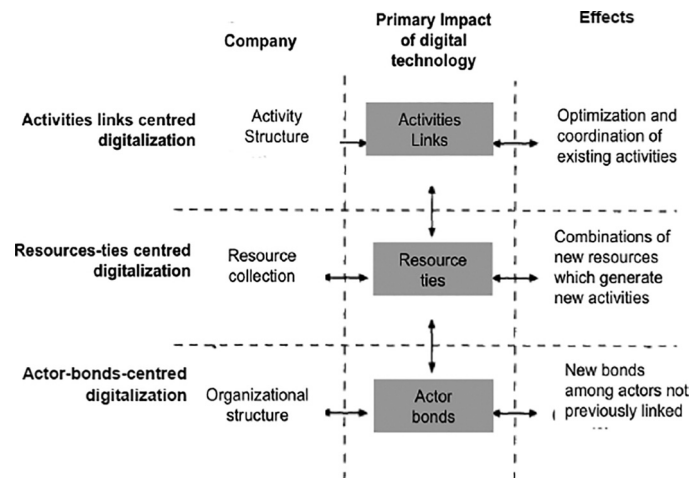 Company
Primary Impact
of digital
technology
Effects
Activities links centred
digitalization
Activity
Structure
Activities
Links
Optimization and
coordination of
existing activities
Resources-ties centred
digitalization
Resource
collection
Resource
ties
Combinations of
new resources
which generate
new activities
Actor-bonds-centred
digitalization
Organizational
structure
Actor
bonds
New bonds
among actors not
previously linked